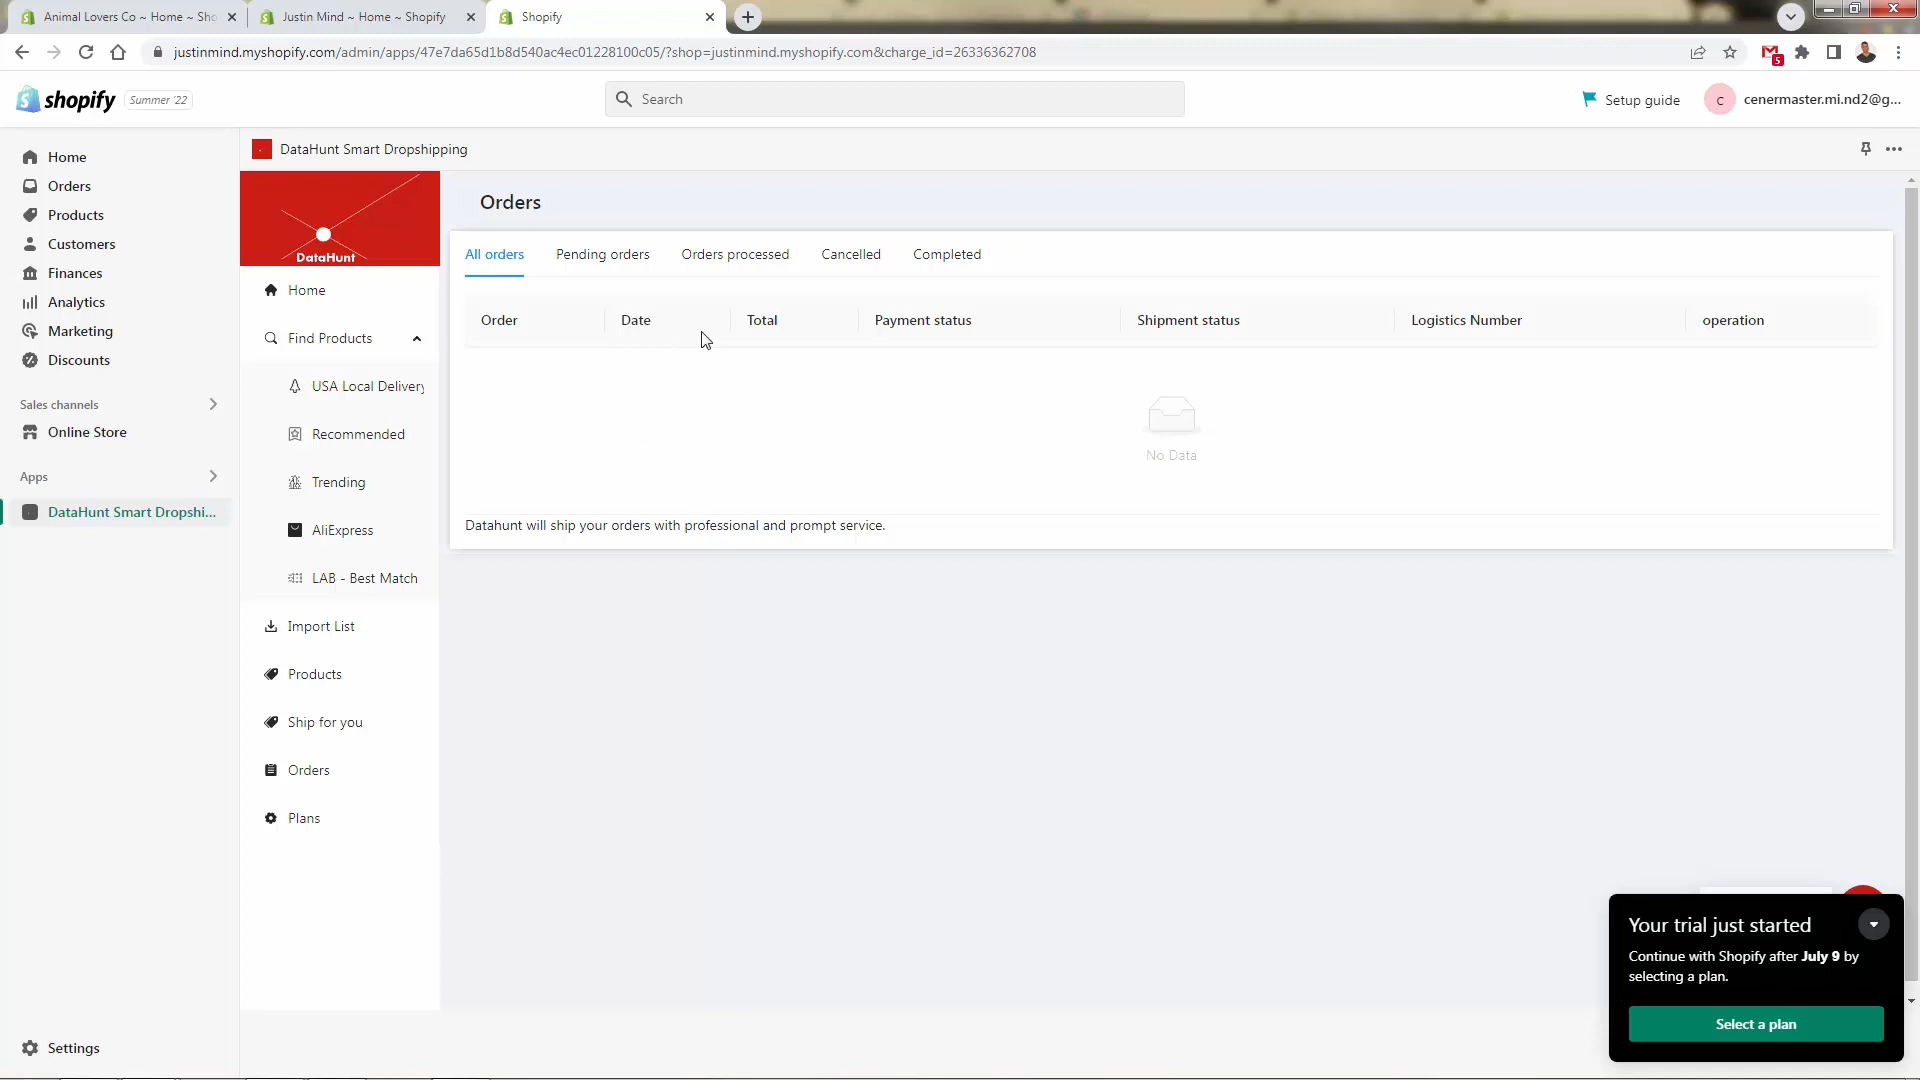 Animal Lovers Co ~ Home ~ Sho
Justin Mind ~ Home ~ Shopify
Shopify
justinmind.myshopify.com/admin/apps/47e7da65d1b8d540ac4ec01228100c05/?shop=justinmind.myshopify.com&charge_id=26336362708
5
shopify
Summer '22
Search
Setup guide
c
cenermaster.mi.nd2@g...
Home
Orders
Products
Customers
Finances
Analytics
Marketing
Discounts
Sales channels
Online Store
Apps
DataHunt Smart Dropshi...
Settings
DataHunt Smart Dropshipping
DataHunt
Home
Find Products
USA Local Delivery
Recommended
Trending
AliExpress
LAB - Best Match
Import List
Products
Ship for you
Orders
Plans
Orders
All orders
Pending orders
Orders processed
Cancelled
Completed
Order
Date
Total
Payment status
Shipment status
Logistics Number
operation
No Data
Datahunt will ship your orders with professional and prompt service.
Your trial just started
Continue with Shopify after July 9 by
selecting a plan.
Select a plan